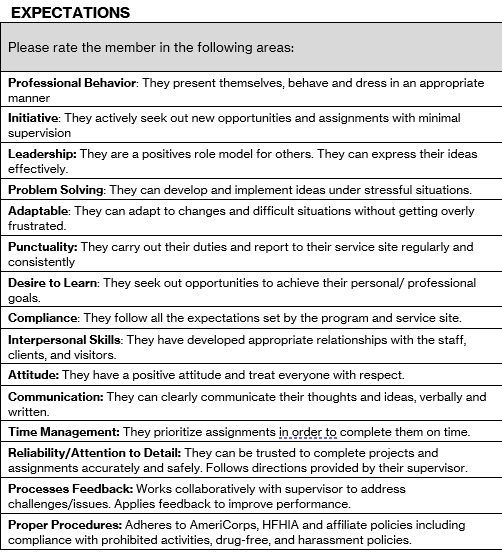 EXPECTATIONS
Please rate the member in the following areas:
Professional Behavior: They present themselves, behave and dress in an appropriate
manner
Initiative: They actively seek out new opportunities and assignments with minimal
supervision
Leadership: They are a positives role model for others. They can express their ideas
effectively.
Problem Solving: They can develop and implement ideas under stressful situations.
Adaptable: They can adapt to changes and difficult situations without getting overly
frustrated.
Punctuality: They carry out their duties and report to their service site regularly and
consistently
Desire to Learn: They seek out opportunities to achieve their personal/ professional
goals.
Compliance: They follow all the expectations set by the program and service site.
Interpersonal Skills: They have developed appropriate relationships with the staff,
clients, and visitors.
Attitude: They have a positive attitude and treat everyone with respect.
Communication: They can clearly communicate their thoughts and ideas, verbally and
written.
Time Management: They prioritize assignments in order to complete them on time.
Reliability/Attention to Detail: They can be trusted to complete projects and
assignments accurately and safely. Follows directions provided by their supervisor.
Processes Feedback: Works collaboratively with supervisor to address
challenges/issues. Applies feedback to improve performance.
Proper Procedures: Adheres to AmeriCorps, HFHIA and affiliate policies including
compliance with prohibited activities, drug-free, and harassment policies.